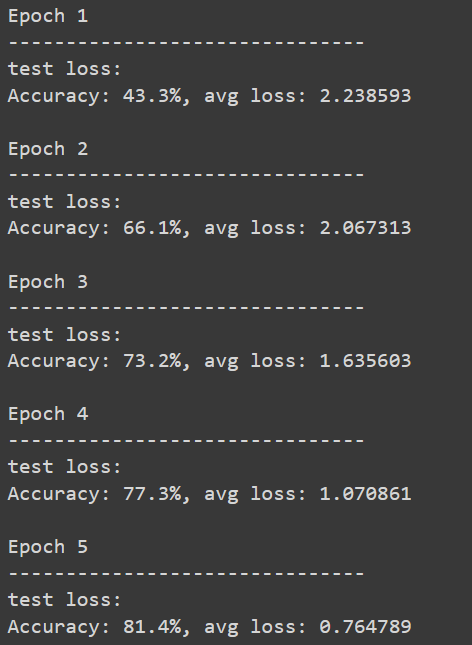 Epoch 1
-------------------------------
test loss:
Accuracy: 43.3%, avg loss: 2.238593
Epoch 2
-------------------------------
test loss:
Accuracy: 66.1%, avg loss: 2.067313
Epoch 3
-------------------------------
test loss:
Accuracy: 73.2%, avg loss: 1.635603
Epoch 4
-------------------------------
test loss:
Accuracy: 77.3%, avg loss: 1.070861
Epoch 5
-------------------------------
test loss:
Accuracy: 81.4%, avg loss: 0.764789